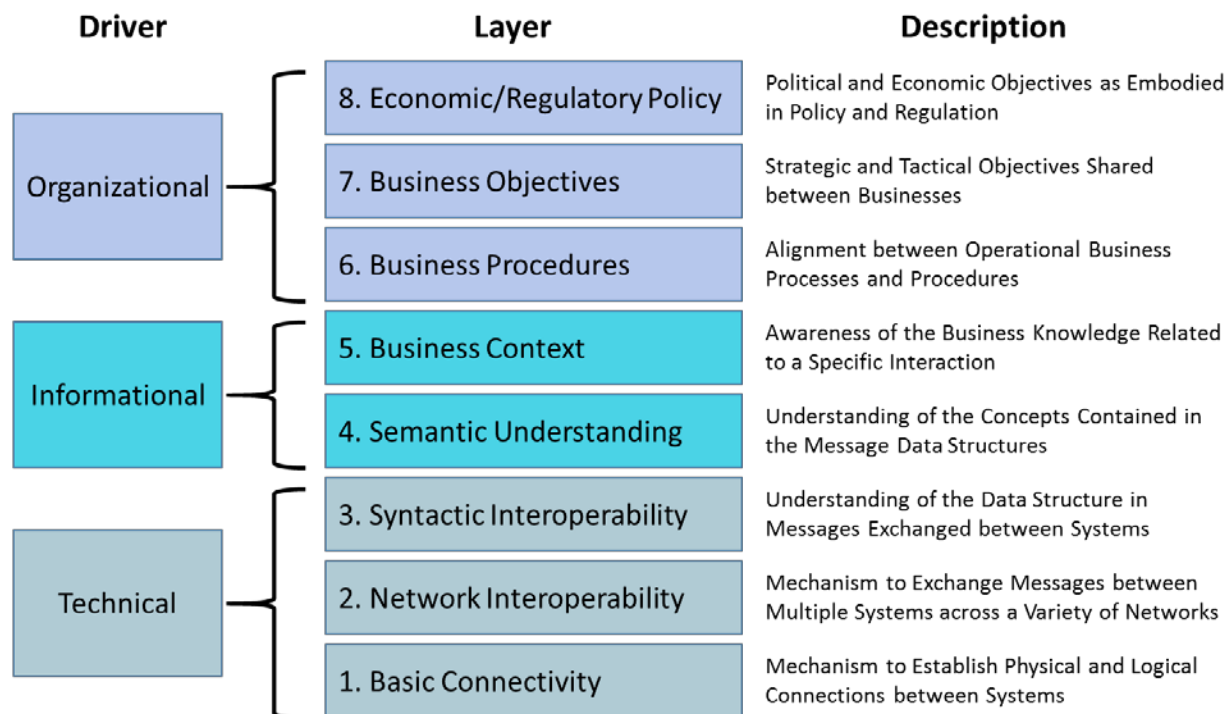 Driver
Layer
Description
Organizational
8. Economic/Regulatory Policy
Political and Economic Objectives as Embodied
in Policy and Regulation
7. Business Objectives
Strategic and Tactical Objectives Shared
between Businesses
6. Business Procedures
Alignment between Operational Business
Processes and Procedures
Informational
5. Business Context
Awareness of the Business Knowledge Related
to a Specific Interaction
4. Semantic Understanding
Understanding of the Concepts Contained in
the Message Data Structures
Technical
3. Syntactic Interoperability
Understanding of the Data Structure in
Messages Exchanged between Systems
2. Network Interoperability
Mechanism to Exchange Messages between
Multiple Systems across a Variety of Networks
1. Basic Connectivity
Mechanism to Establish Physical and Logical
Connections between Systems